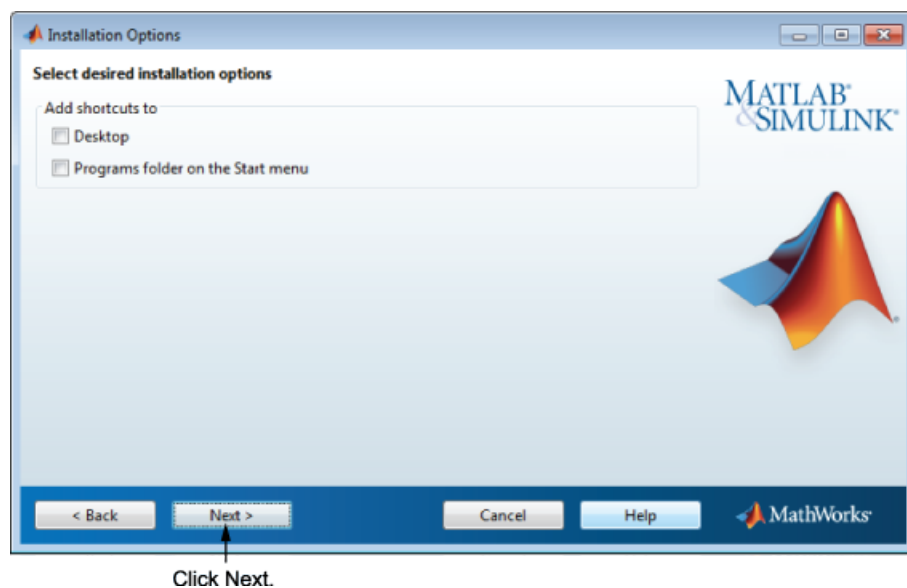 Installation Options
Select desired installation options
MATLAB®
&SIMULINK®
Add shortcuts to
Desktop
Programs folder on the Start menu
®
< Back
Next >
Cancel
Help
MathWorks®
Click Next.